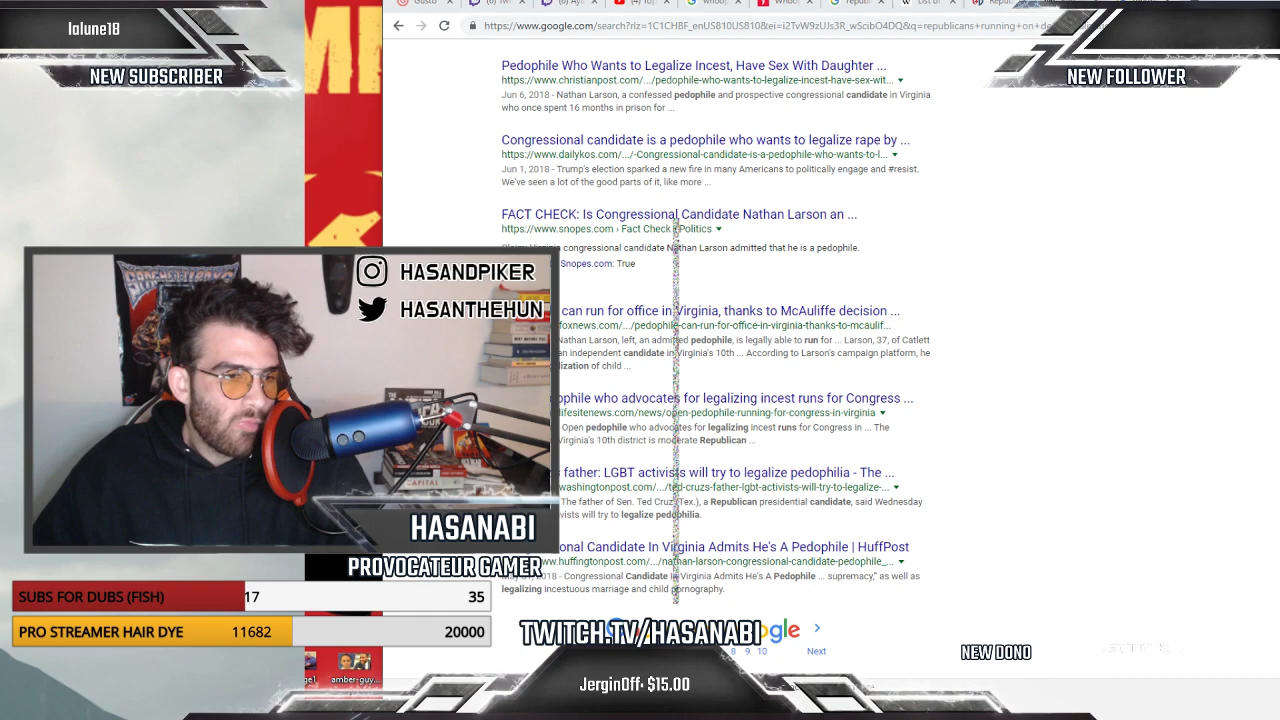 lalune18
NEW SUBSCRIBER
https://www.google.com/search?rlz=1C1CHBF_enUS810US810&ei=i2TvW9zUJs3R_wScibO4DQ&q=republicans+running+on+de
NEW FOLLOWER
Pedophile Who Wants to Legalize Incest, Have Sex With Daughter ...
https://www.christianpost.com/.../pedophile-who-wants-to-legalize-incest-have-sex-wit...
Jun 6, 2018 - Nathan Larson, a confessed pedophile and prospective congressional candidate in Virginia
who once spent 16 months in prison for ...
Congressional candidate is a pedophile who wants to legalize rape by ...
https://www.dailykos.com/.../-Congressional-candidate-is-a-pedophile-who-wants-to-l...
Jun 1, 2018 - Trump's election sparked a new fire in many Americans to politically engage and #resist.
We've seen a lot of the good parts of it, like more ...
FACT CHECK: Is Congressional Candidate Nathan Larson an ...
https://www.snopes.com › Fact Check › Politics
congressional candidate Nathan Larson admitted that he is a pedophile.
Snopes.com: True
can run for office in Virginia, thanks to McAuliffe decision ...
foxnews.com/.../pedophile-can-run-for-office-in-virginia-thanks-to-mcaulif...
Nathan Larson, left, an admitted pedophile, is legally able to run for ... Larson, 37, of Catlett
an independent candidate in Virginia's 10th ... According to Larson's campaign platform, he
lization of child ...
ophile who advocates for legalizing incest runs for Congress ...
lifesitenews.com/news/open-pedophile-running-for-congress-in-virginia
Open pedophile who advocates for legalizing incest runs for Congress in ... The
Virginia's 10th district is moderate Republican ...
father: LGBT activists will try to legalize pedophilia - The ...
washingtonpost.com/.../ted-cruzs-father-lgbt-activists-will-try-to-legalize-...
The father of Sen. Ted Cruz (Tex.), a Republican presidential candidate, said Wednesday
vists will try to legalize pedophilia.
onal Candidate In Virginia Admits He's A Pedophile | HuffPost
w.huffingtonpost.com/.../nathan-larson-congressional-candidate-pedophile_...
2018 - Congressional Candidate In Virginia Admits He's A Pedophile ... supremacy," as well as
legalizing incestuous marriage and child pornography.
8 9 10 Next
HASANDPIKER
HASANTHEHUN
CAPITAL
HASANABI
PROVOCATEUR GAMER
SUBS FOR DUBS (FISH) 17 35
PRO STREAMER HAIR DYE 11682 20000
TWITCH.TV/HASANABI
amber-guy...
NEW DONO
JerginOff: $15.00